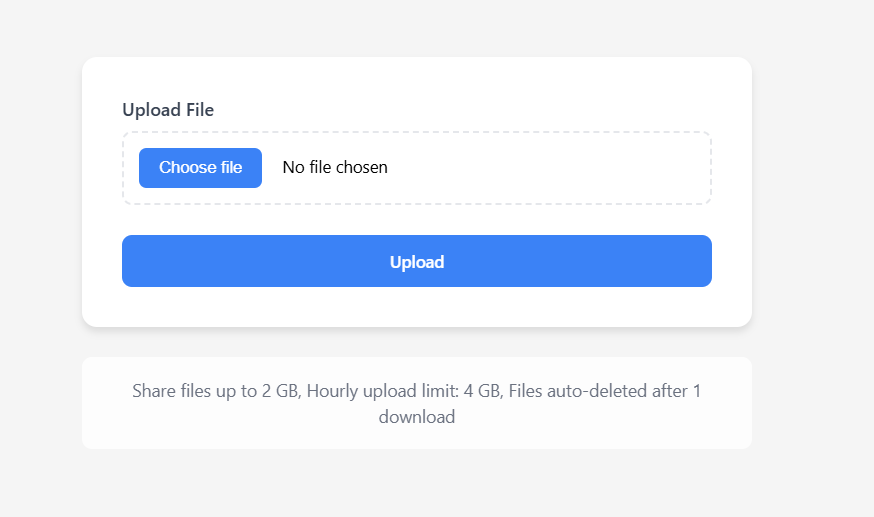 Upload File
Choose file No file chosen
Upload
Share files up to 2 GB, Hourly upload limit: 4 GB, Files auto-deleted after 1
download